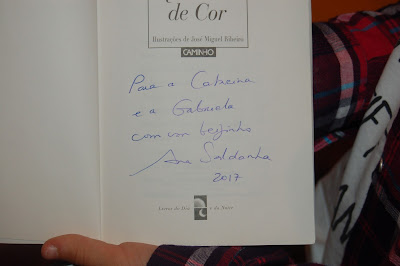 de Cor
Ilustrações de José Miguel Ribeiro
CAMINHO
Para a Catarina
e a Gabriela
com um beijinho
Ana Saldanha
2017